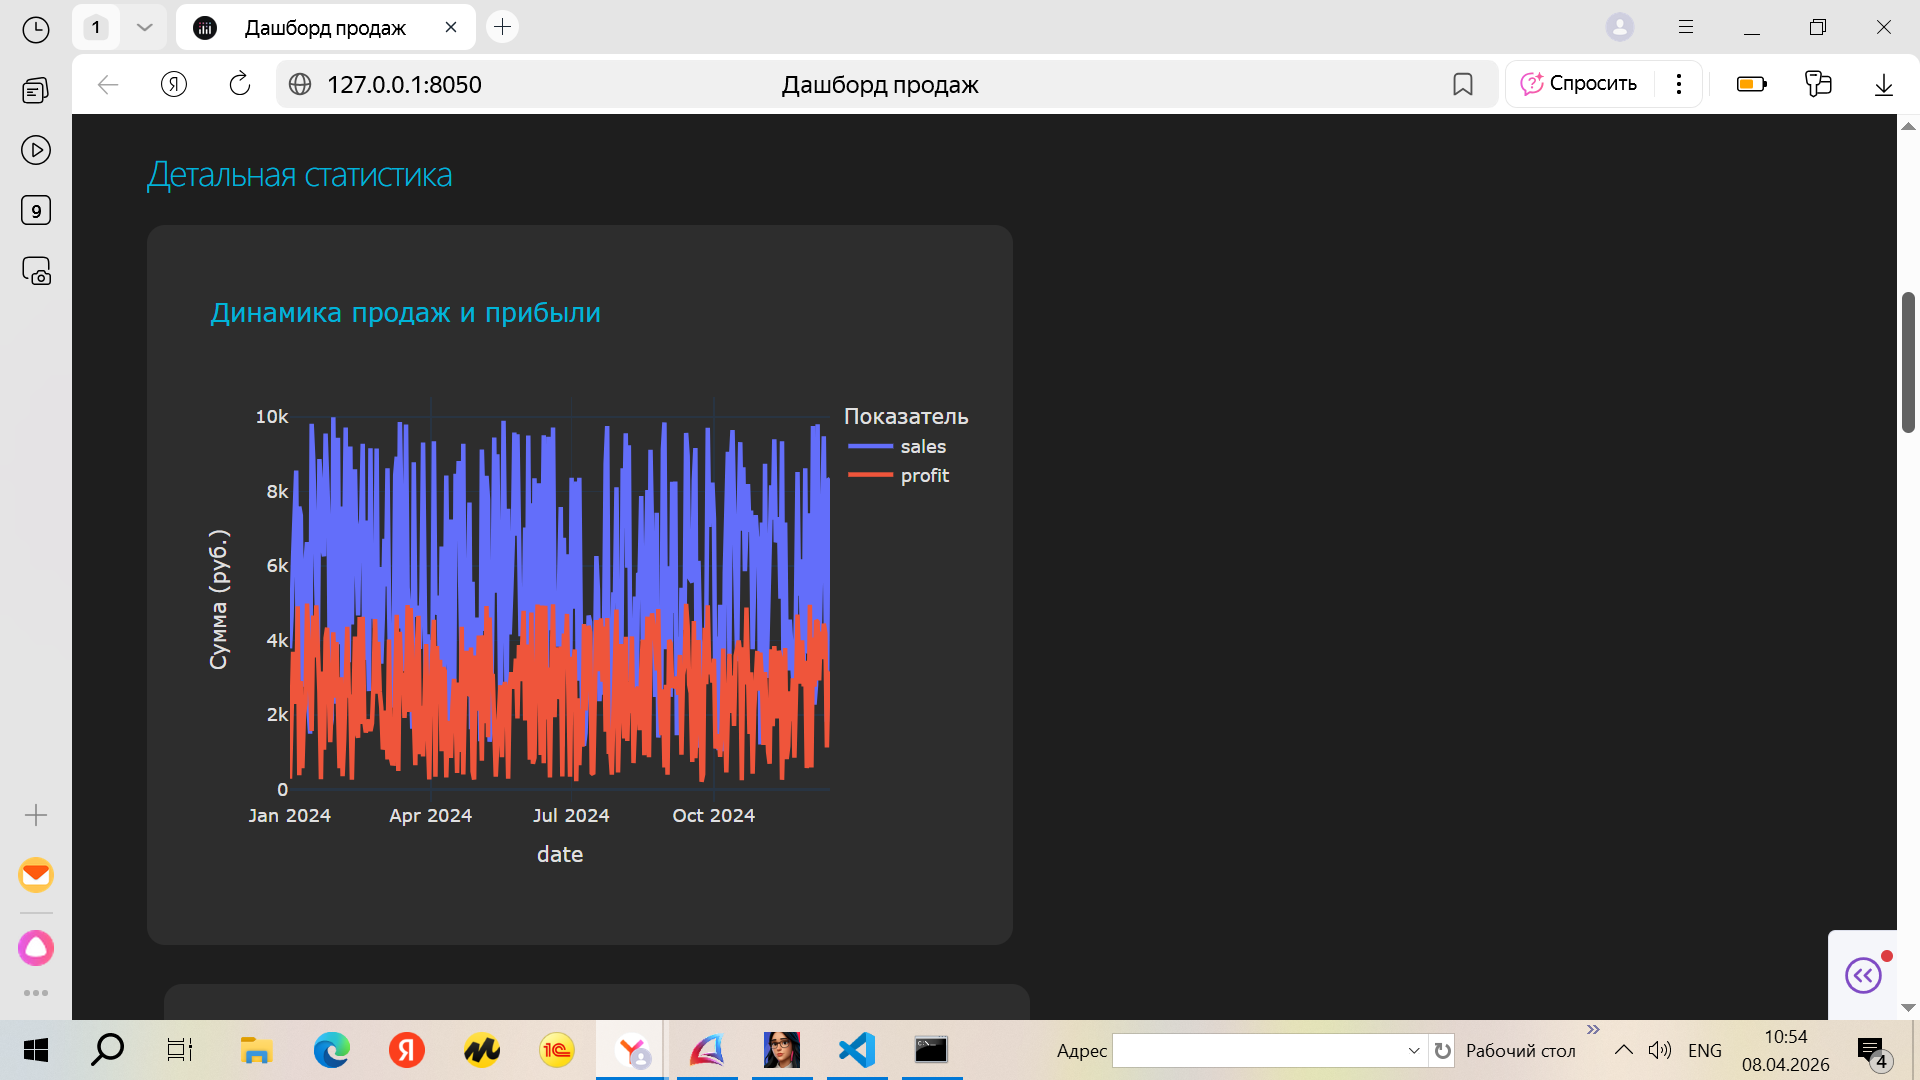 1
Дашборд продаж
127.0.0.1:8050
Дашборд продаж
Спросить
9
Детальная статистика
Динамика продаж и прибыли
Показатель
sales
profit
10k
8k
6k
4k
2k
0
Сумма (руб.)
Jan 2024
Apr 2024
Jul 2024
Oct 2024
date
Адрес
Рабочий стол
ENG
10:54
08.04.2026
4